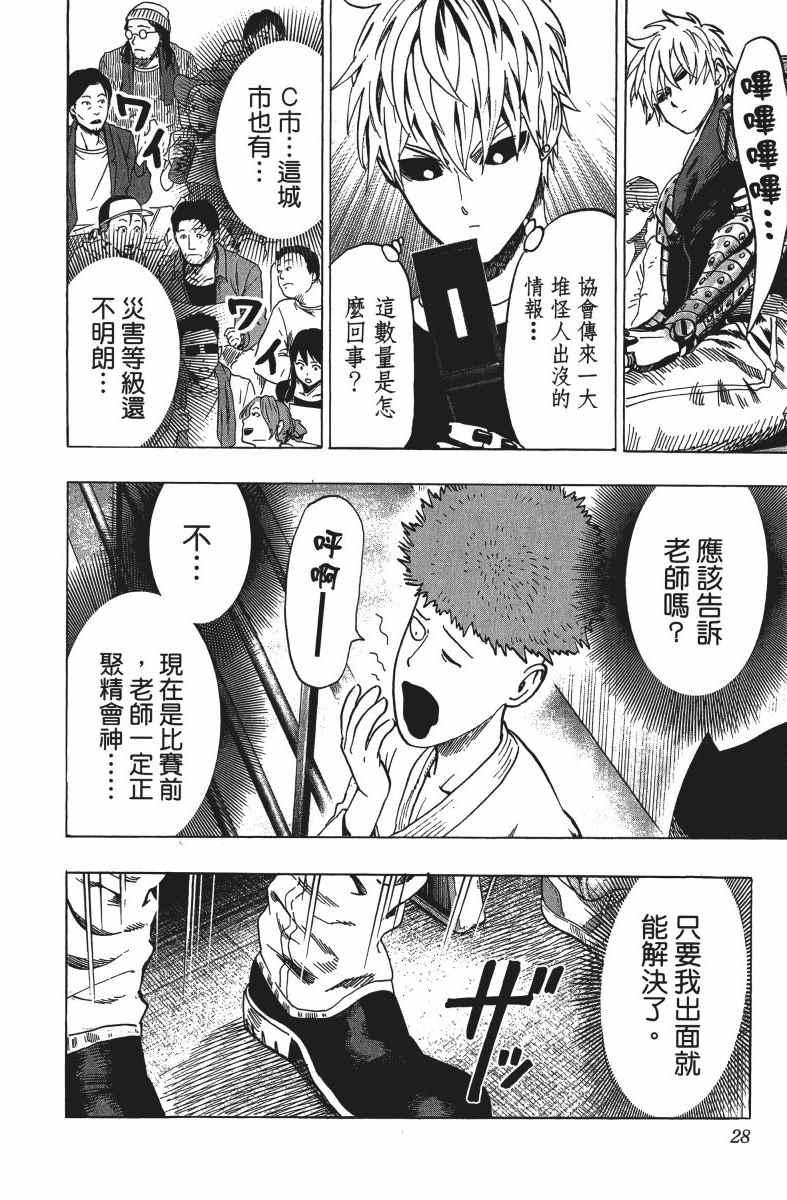 嗶嗶嗶嗶…
協會傳來一大
堆怪人出沒的
情報…
這數量是怎
麼回事？
Ｃ市…這城
市也有…
ワイ
ワイ
災害等級還
不明朗…
應該告訴
老師嗎？
呼啊——
不…
現在是比賽前
，老師一定正
聚精會神……
只要我出面就
能解決了。
ザッ
28